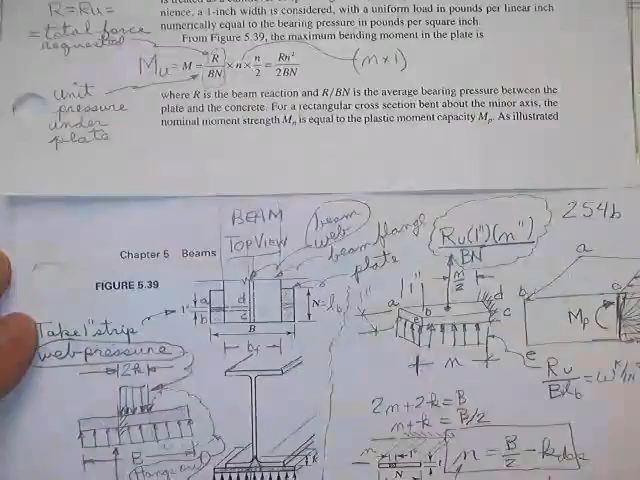 R=Ru=
= total force
requested
nience, a 1-inch width is considered, with a uniform load in pounds per linear inch
numerically equal to the bearing pressure in pounds per square inch.
From Figure 5.39, the maximum bending moment in the plate is
Mu = M = R/BN × n × n/2 = Rn²/2BN
(n×1)
unit
pressure
under
plate
where R is the beam reception and R/BN is the average bearing pressure between the
plate and the concrete. For a rectangular cross section bent about the minor axis, the
nominal moment strength Mn is equal to the plastic moment capacity Mp. As illustrated
254b
BEAM
TOP VIEW
beam
web
beam flange
plate
Ru(1")(n")
BN
n/2
Chapter 5 Beams
FIGURE 5.39
Take 1" strip
web pressure
2k
1"
a
b
d
c
N=lb
B
bf
1"
a
b
d
c
e
n
a
b
e
Mp
Ru
Blb
2n+2k=B
n+k=B/2
n = B/2 - k
B
k
n
1"
N